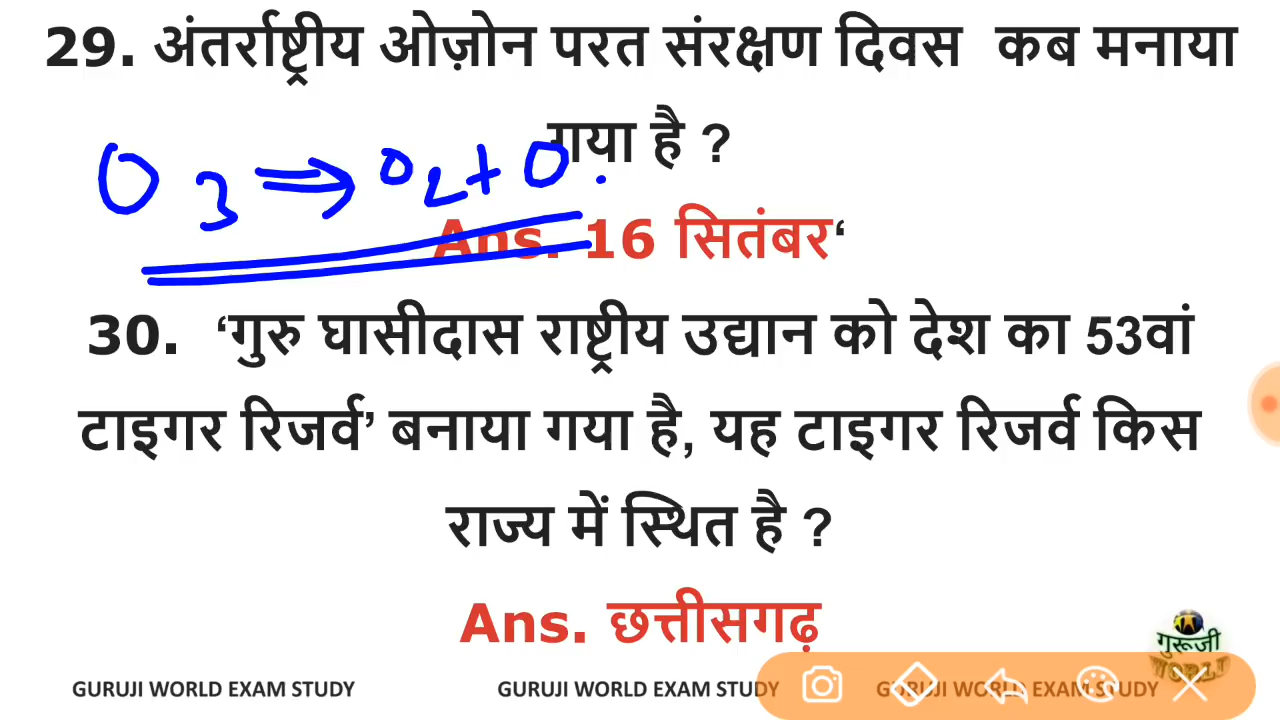 29. अंतर्राष्ट्रीय ओज़ोन परत संरक्षण दिवस कब मनाया
गया है ?
O3 ⇒ O2 + O.
Ans. 16 सितंबर‘
30. ‘गुरु घासीदास राष्ट्रीय उद्यान को देश का 53वां
टाइगर रिजर्व’ बनाया गया है, यह टाइगर रिजर्व किस
राज्य में स्थित है ?
Ans. छत्तीसगढ़
गुरूजी
WORLD
GURUJI WORLD EXAM STUDY GURUJI WORLD EXAM STUDY GURUJI WORLD EXAM STUDY